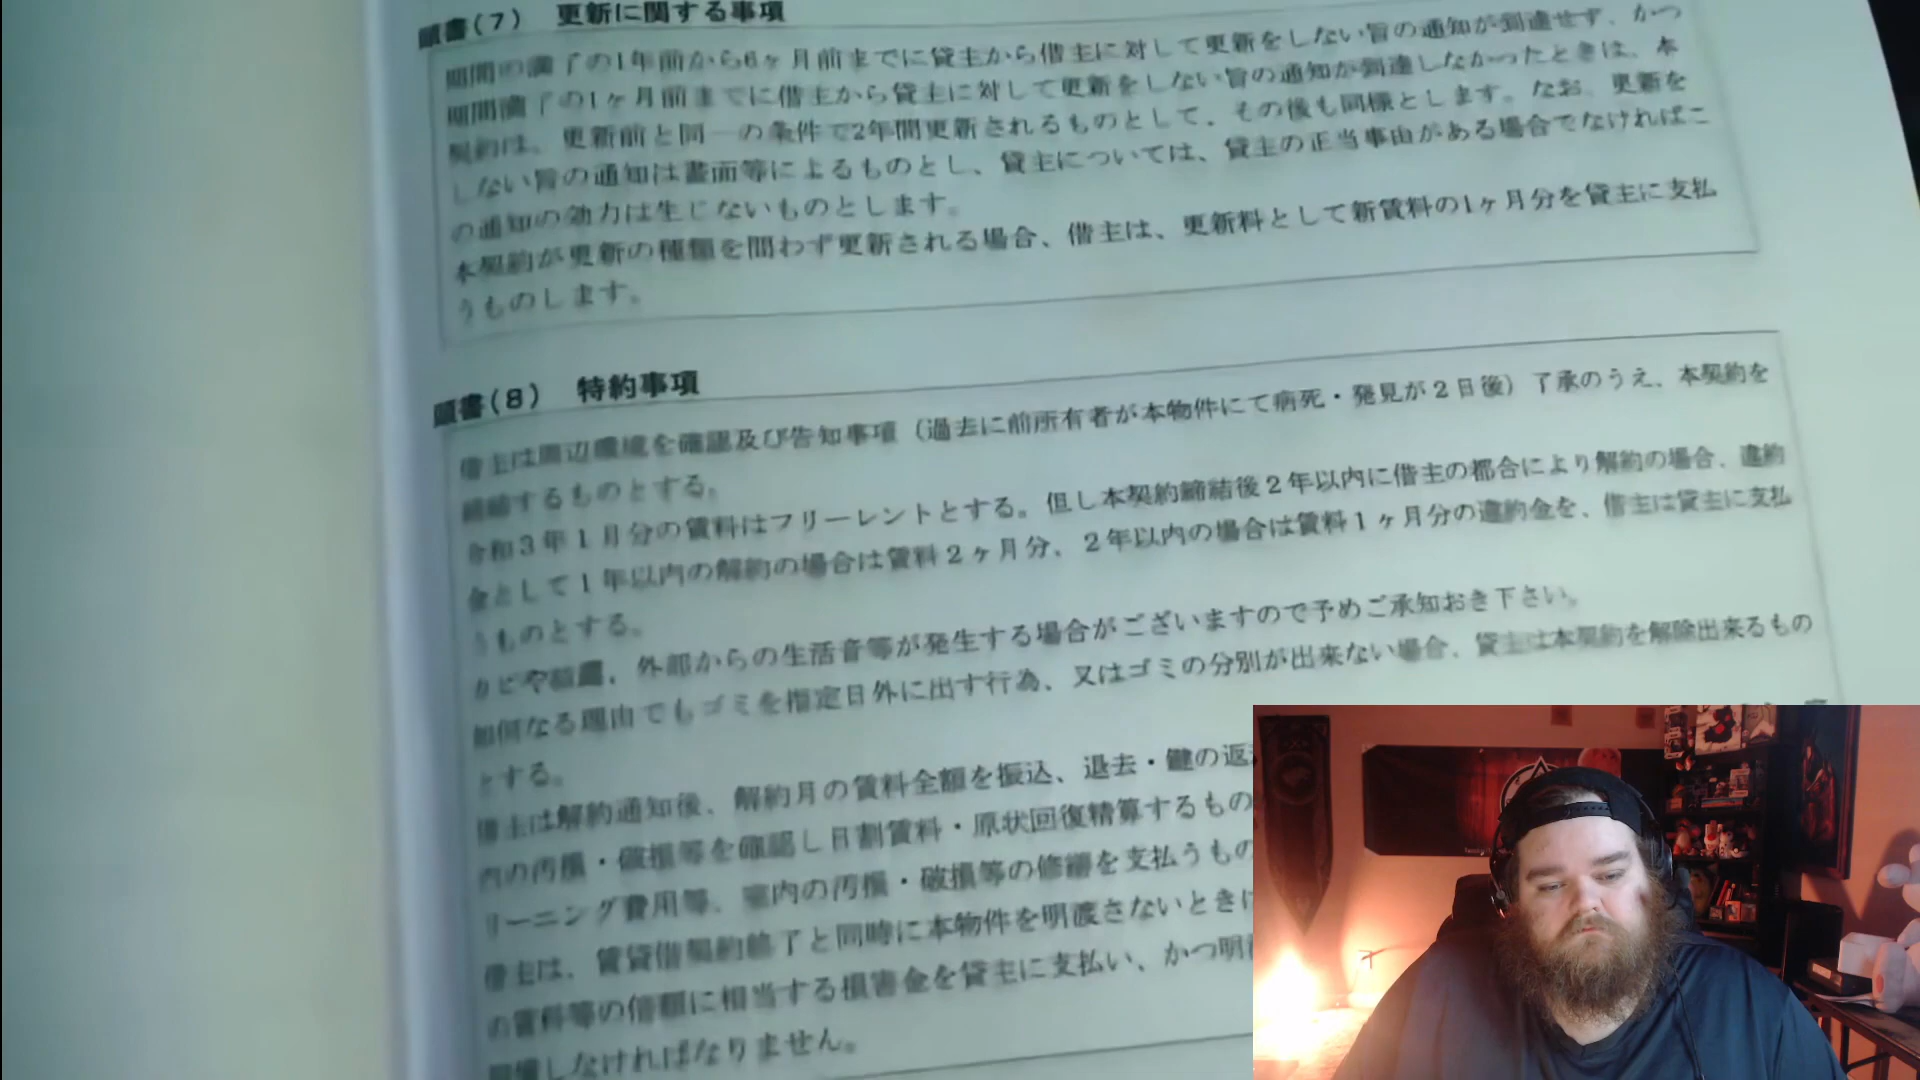 頭書(7) 更新に関する事項
期間の満了の1年前から6ヶ月前までに貸主から借主に対して更新をしない旨の通知が到達せず、かつ
期間満了の1ヶ月前までに借主から貸主に対して更新をしない旨の通知が到達しなかったときは、本
契約は、更新前と同一の条件で2年間更新されるものとして、その後も同様とします。なお、更新を
しない旨の通知は書面等によるものとし、貸主については、貸主の正当事由がある場合でなければこ
の通知の効力は生じないものとします。
本契約が更新の種類を問わず更新される場合、借主は、更新料として新賃料の1ヶ月分を貸主に支払
うものします。
頭書(8) 特約事項
借主は周辺環境を確認及び告知事項（過去に前所有者が本物件にて病死・発見が2日後）了承のうえ、本契約を
締結するものとする。
令和3年1月分の賃料はフリーレントとする。但し本契約締結後2年以内に借主の都合により解約の場合、違約
金として1年以内の解約の場合は賃料2ヶ月分、2年以内の場合は賃料1ヶ月分の違約金を、借主は貸主に支払
うものとする。
カビや結露、外部からの生活音等が発生する場合がございますので予めご承知おき下さい。
如何なる理由でもゴミを指定日外に出す行為、又はゴミの分別が出来ない場合、貸主は本契約を解除出来るもの
とする。
借主は解約通知後、解約月の賃料全額を振込、退去・鍵の返
内の汚損・破損等を確認し日割賃料・原状回復精算するもの
リーニング費用等、室内の汚損・破損等の修繕を支払うもの
借主は、賃貸借契約終了と同時に本物件を明渡さないときは
の賃料等の倍額に相当する損害金を貸主に支払い、かつ明
しなければなりません。